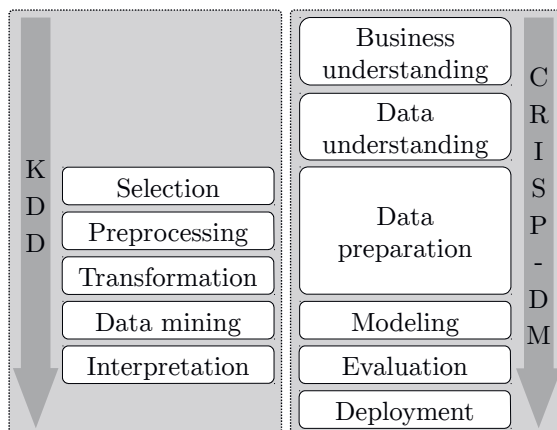 K
D
D
Selection
Preprocessing
Transformation
Data mining
Interpretation
Business
understanding
Data
understanding
Data
preparation
Modeling
Evaluation
Deployment
C
R
I
S
P
-
D
M